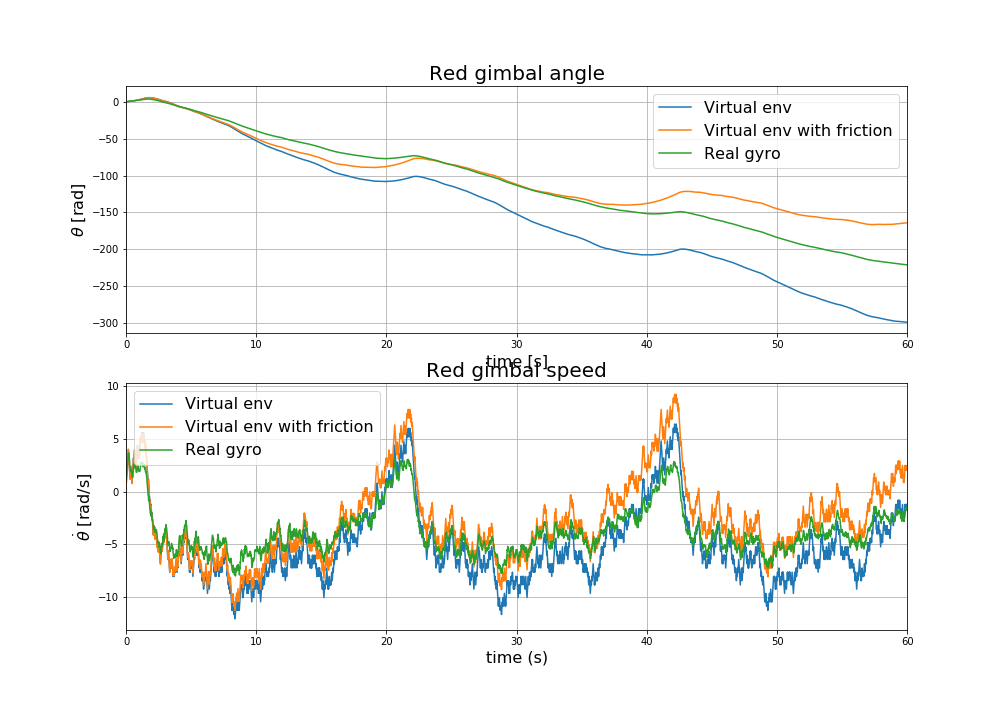 Red gimbal angle
θ [rad]
0
−50
−100
−150
−200
−250
−300
Virtual env
Virtual env with friction
Real gyro
0 10 20 30 40 50 60
time [s]
Red gimbal speed
θ̇ [rad/s]
10
5
0
−5
−10
Virtual env
Virtual env with friction
Real gyro
0 10 20 30 40 50 60
time (s)